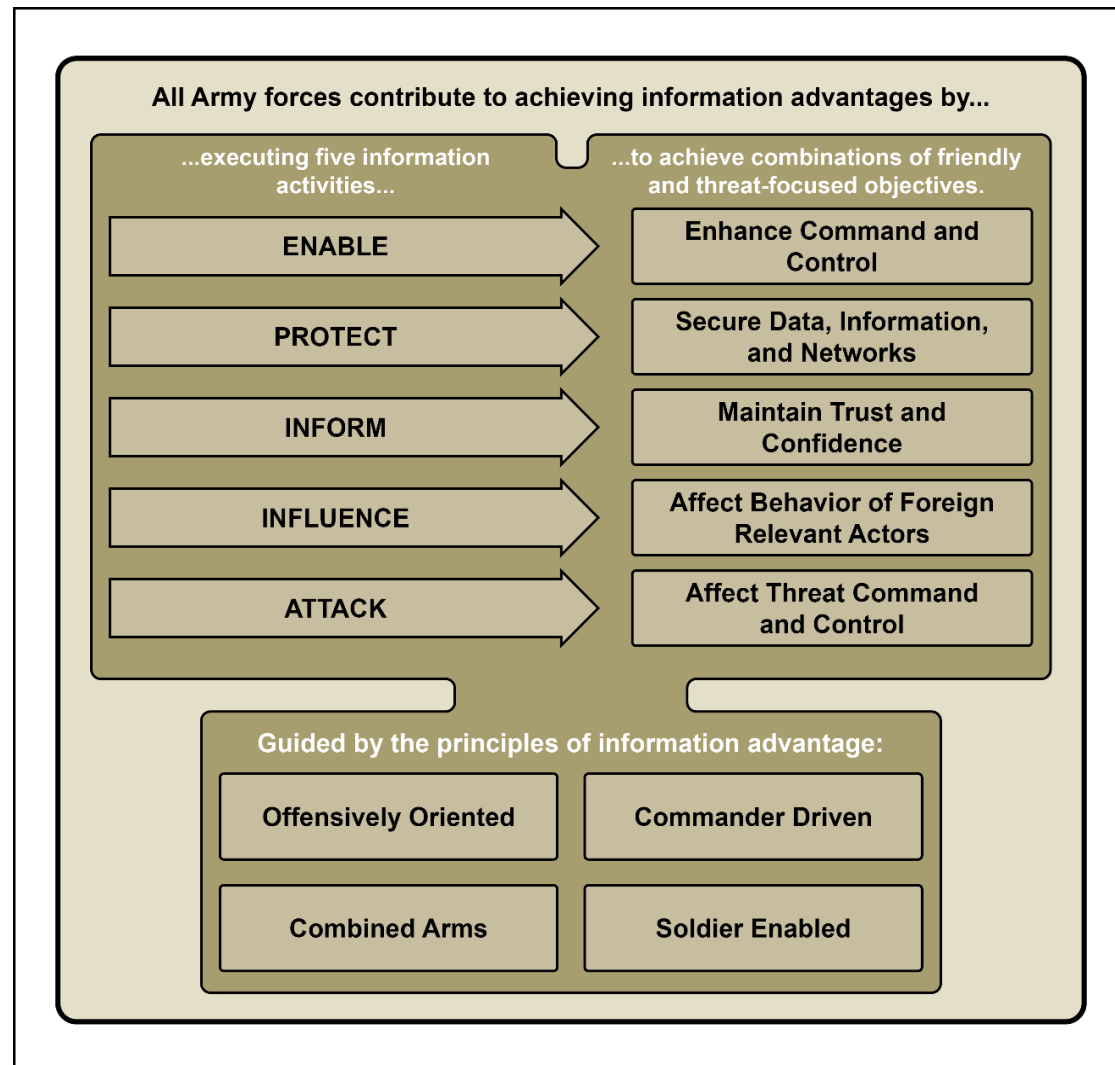 All Army forces contribute to achieving information advantages by...
...executing five information
activities...
...to achieve combinations of friendly
and threat-focused objectives.
ENABLE
Enhance Command and
Control
PROTECT
Secure Data, Information,
and Networks
INFORM
Maintain Trust and
Confidence
INFLUENCE
Affect Behavior of Foreign
Relevant Actors
ATTACK
Affect Threat Command
and Control
Guided by the principles of information advantage:
Offensively Oriented
Commander Driven
Combined Arms
Soldier Enabled